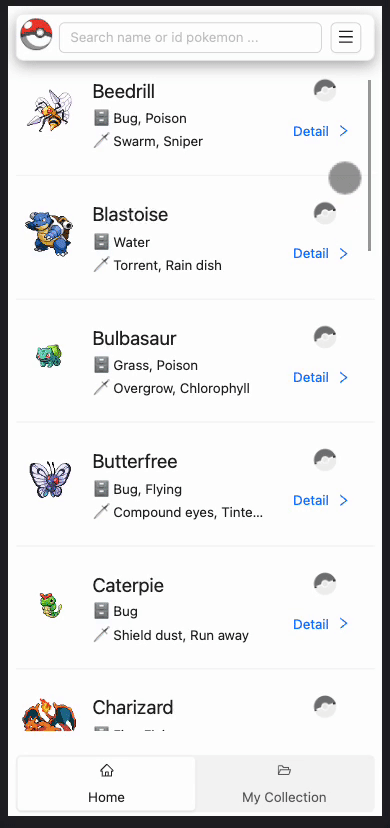 Search name or id pokemon ...
Beedrill
Bug, Poison
Swarm, Sniper
Detail
Blastoise
Water
Torrent, Rain dish
Detail
Bulbasaur
Grass, Poison
Overgrow, Chlorophyll
Detail
Butterfree
Bug, Flying
Compound eyes, Tinte...
Detail
Caterpie
Bug
Shield dust, Run away
Detail
Charizard
Home
My Collection